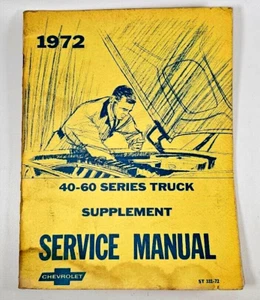 1972
40-60 SERIES TRUCK
SUPPLEMENT
SERVICE MANUAL
CHEVROLET